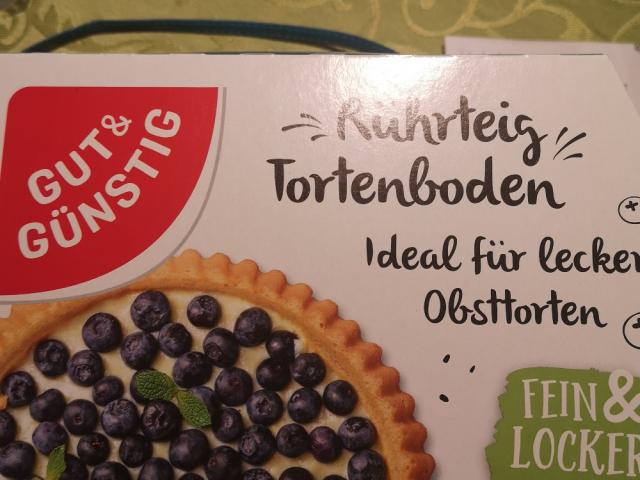 GUT&
GÜNSTIG
Rührteig
Tortenboden
Ideal für lecker
Obsttorten
FEIN &
LOCKER